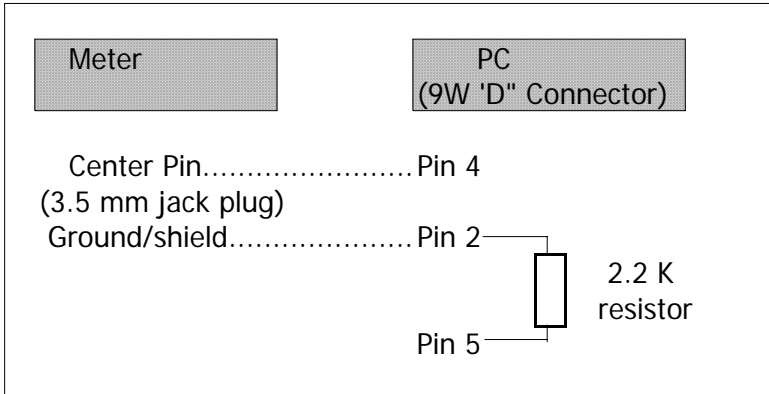 Meter
PC
(9W 'D" Connector)
Center Pin........................Pin 4
(3.5 mm jack plug)
Ground/shield.....................Pin 2
2.2 K
resistor
Pin 5